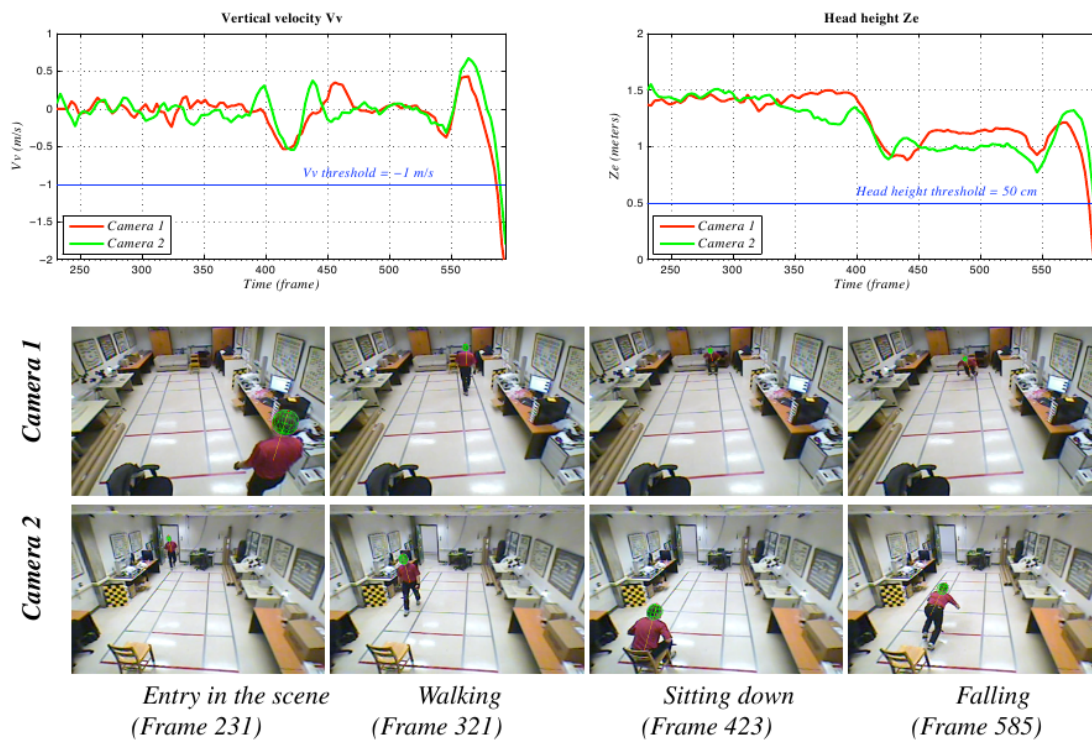 Vertical velocity Vv
1
0.5
0
−0.5
−1
−1.5
−2
250 300 350 400 450 500 550
Vv (m/s)
Time (frame)
Vv threshold = −1 m/s
Camera 1
Camera 2
Head height Ze
2
1.5
1
0.5
0
250 300 350 400 450 500 550
Ze (meters)
Time (frame)
Head height threshold = 50 cm
Camera 1
Camera 2
Camera 1
Camera 2
Entry in the scene
(Frame 231)
Walking
(Frame 321)
Sitting down
(Frame 423)
Falling
(Frame 585)